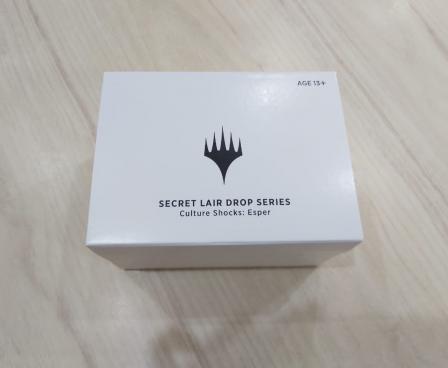 AGE 13+
SECRET LAIR DROP SERIES
Culture Shocks: Esper